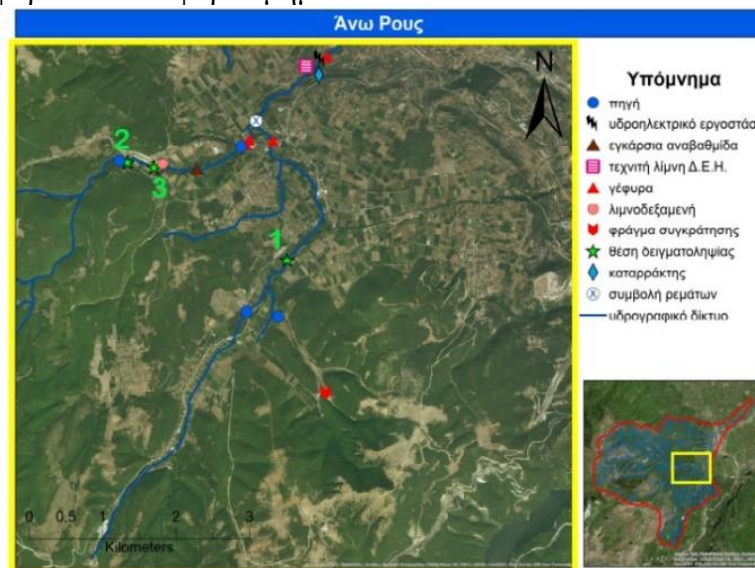 Άνω Ρους
N
2
3
1
0 0.5 1 2 3
Kilometers
Υπόμνημα
πηγή
υδροηλεκτρικό εργοστάσ
εγκάρσια αναβαθμίδα
τεχνιτή λίμνη Δ.Ε.Η.
γέφυρα
λιμνοδεξαμενή
φράγμα συγκράτησης
θέση δειγματοληψίας
καταρράκτης
συμβολή ρεμάτων
υδρογραφικό δίκτυο